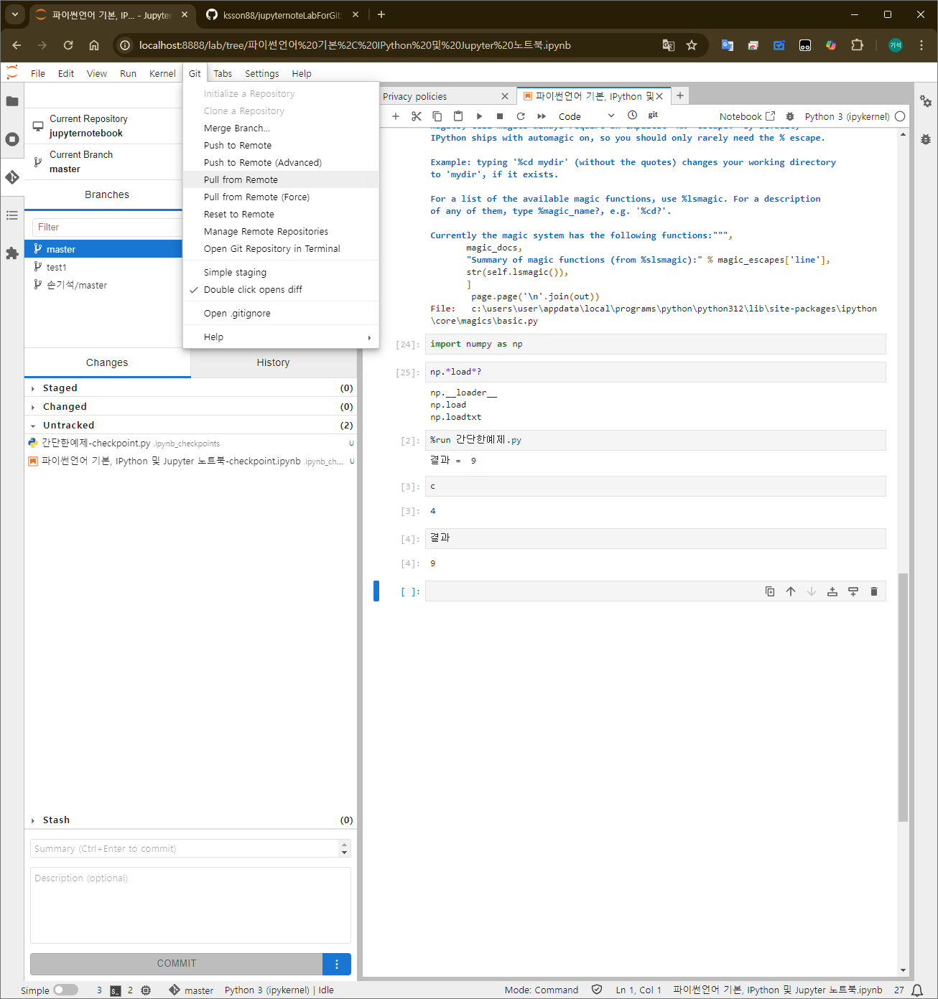 파이썬언어 기본, IP... - Jupyter
ksson88/jupyternoteLabForGit
localhost:8888/lab/tree/파이썬언어%20기본%2C%20IPython%20및%20Jupyter%20노트북.ipynb
기석
File Edit View Run Kernel Git Tabs Settings Help
Current Repository
jupyternotebook
Current Branch
master
Branches
Filter
master
test1
손기석/master
Initialize a Repository
Clone a Repository
Merge Branch...
Push to Remote
Push to Remote (Advanced)
Pull from Remote
Pull from Remote (Force)
Reset to Remote
Manage Remote Repositories
Open Git Repository in Terminal
Simple staging
Double click opens diff
Open .gitignore
Help
Changes History
Staged (0)
Changed (0)
Untracked (2)
간단한예제-checkpoint.py .ipynb_checkpoints U
파이썬언어 기본, IPython 및 Jupyter 노트북-checkpoint.ipynb .ipynb_ch... U
Stash (0)
Summary (Ctrl+Enter to commit)
Description (optional)
COMMIT
Privacy policies
파이썬언어 기본, IPython 및
Code git Notebook Python 3 (ipykernel)
IPython ships with automagic on, so you should only rarely need the % escape.
Example: typing '%cd mydir' (without the quotes) changes your working directory
to 'mydir', if it exists.
For a list of the available magic functions, use %lsmagic. For a description
of any of them, type %magic_name?, e.g. '%cd?'.
Currently the magic system has the following functions:""",
magic_docs,
"Summary of magic functions (from %slsmagic):" % magic_escapes['line'],
str(self.lsmagic()),
]
page.page('\n'.join(out))
File: c:\users\user\appdata\local\programs\python\python312\lib\site-packages\ipython
\core\magics\basic.py
[24]: import numpy as np
[25]: np.*load*?
np.__loader__
np.load
np.loadtxt
[2]: %run 간단한예제.py
결과 = 9
[3]: c
[3]: 4
[4]: 결과
[4]: 9
[ ]:
Simple 3 2 master Python 3 (ipykernel) | Idle Mode: Command Ln 1, Col 1 파이썬언어 기본, IPython 및 Jupyter 노트북.ipynb 27